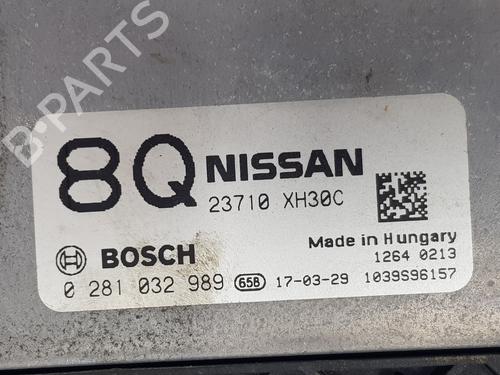 B-PARTS
8Q NISSAN
23710 XH30C
BOSCH
Made in Hungary
1264 0213
0 281 032 989 658 17-03-29 1039S96157